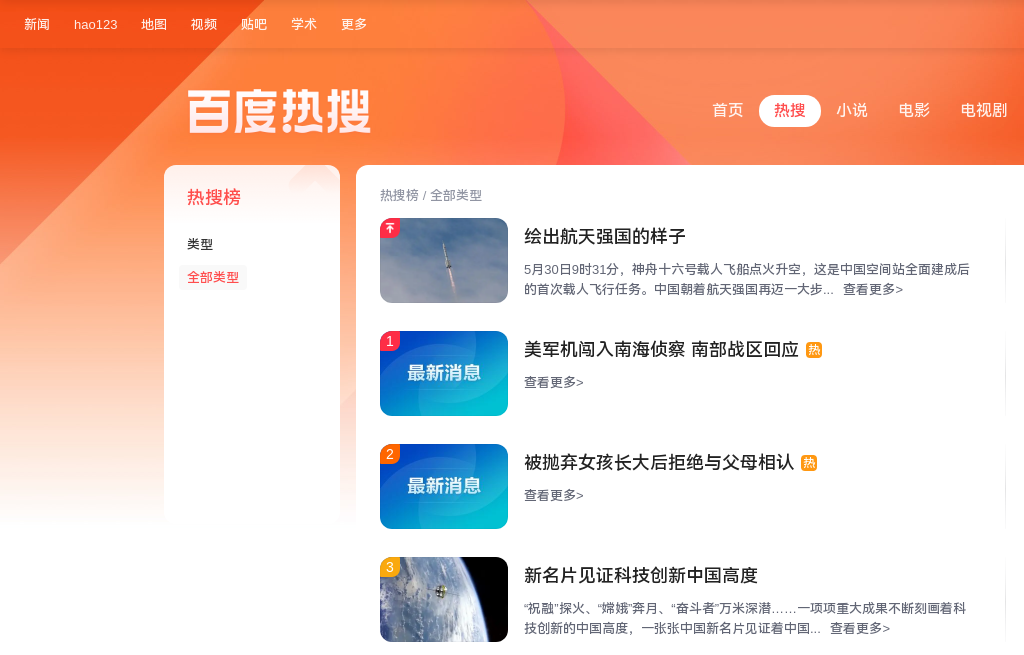 新闻 hao123 地图 视频 贴吧 学术 更多
百度热搜
首页 热搜 小说 电影 电视剧
热搜榜
类型
全部类型
热搜榜 / 全部类型
绘出航天强国的样子
5月30日9时31分，神舟十六号载人飞船点火升空，这是中国空间站全面建成后
的首次载人飞行任务。中国朝着航天强国再迈一大步... 查看更多>
1
最新消息
美军机闯入南海侦察 南部战区回应 热
查看更多>
2
最新消息
被抛弃女孩长大后拒绝与父母相认 热
查看更多>
3
新名片见证科技创新中国高度
“祝融”探火、“嫦娥”奔月、“奋斗者”万米深潜……一项项重大成果不断刻画着科
技创新的中国高度，一张张中国新名片见证着中国... 查看更多>